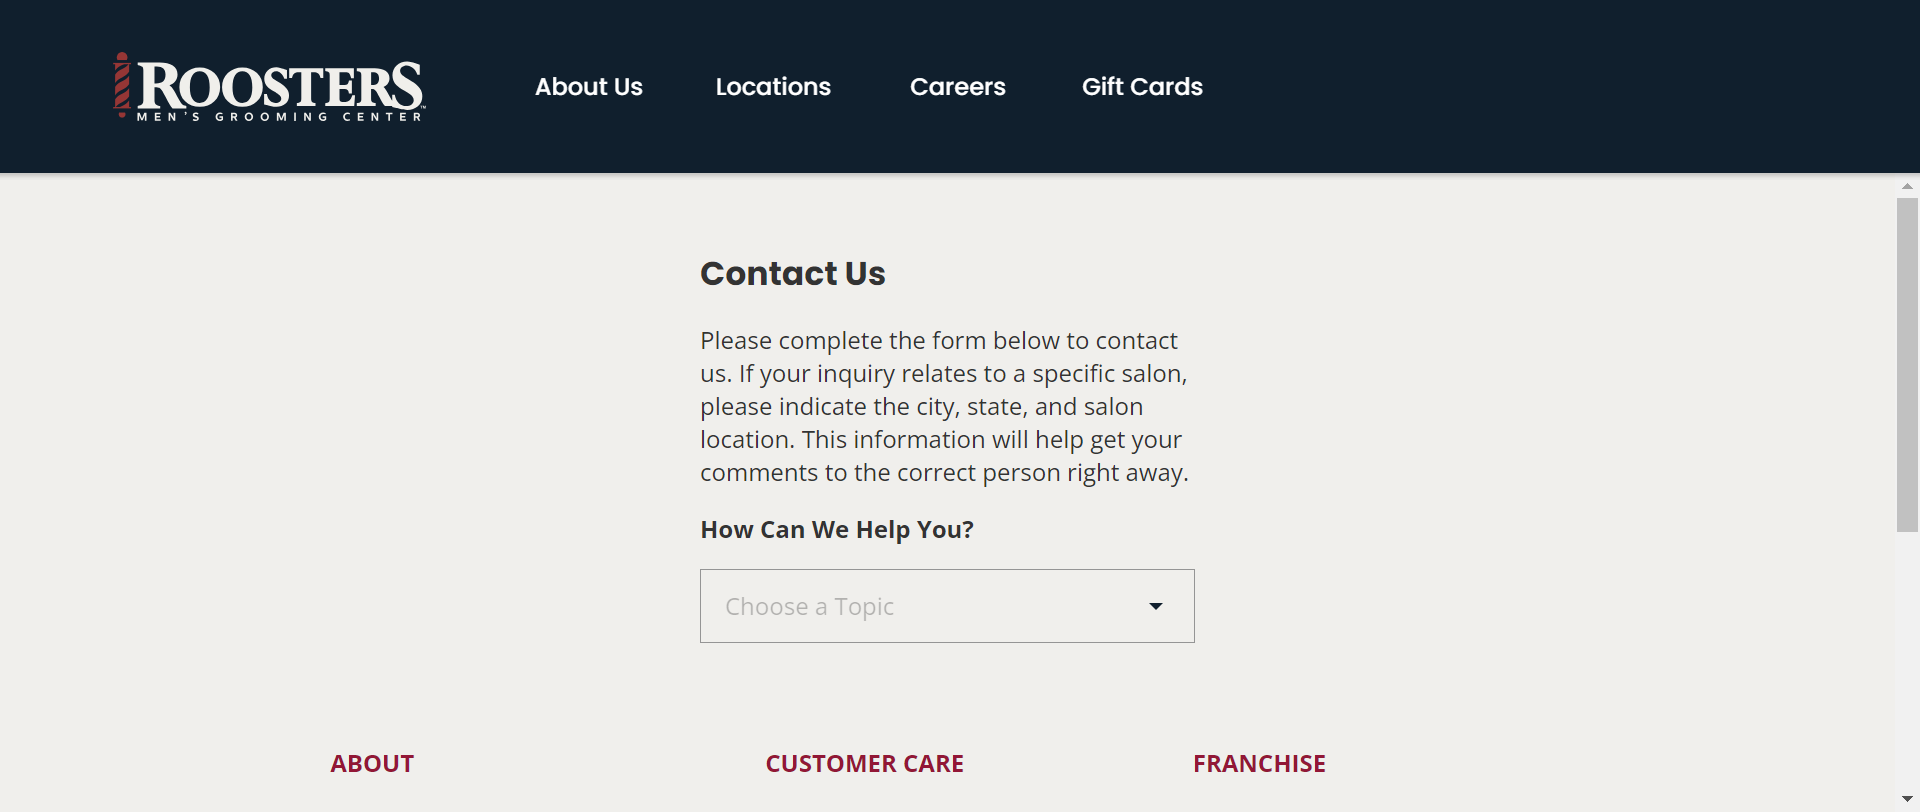 ROOSTERS™
MEN'S GROOMING CENTER
About Us
Locations
Careers
Gift Cards
Contact Us
Please complete the form below to contact
us. If your inquiry relates to a specific salon,
please indicate the city, state, and salon
location. This information will help get your
comments to the correct person right away.
How Can We Help You?
Choose a Topic
ABOUT
CUSTOMER CARE
FRANCHISE